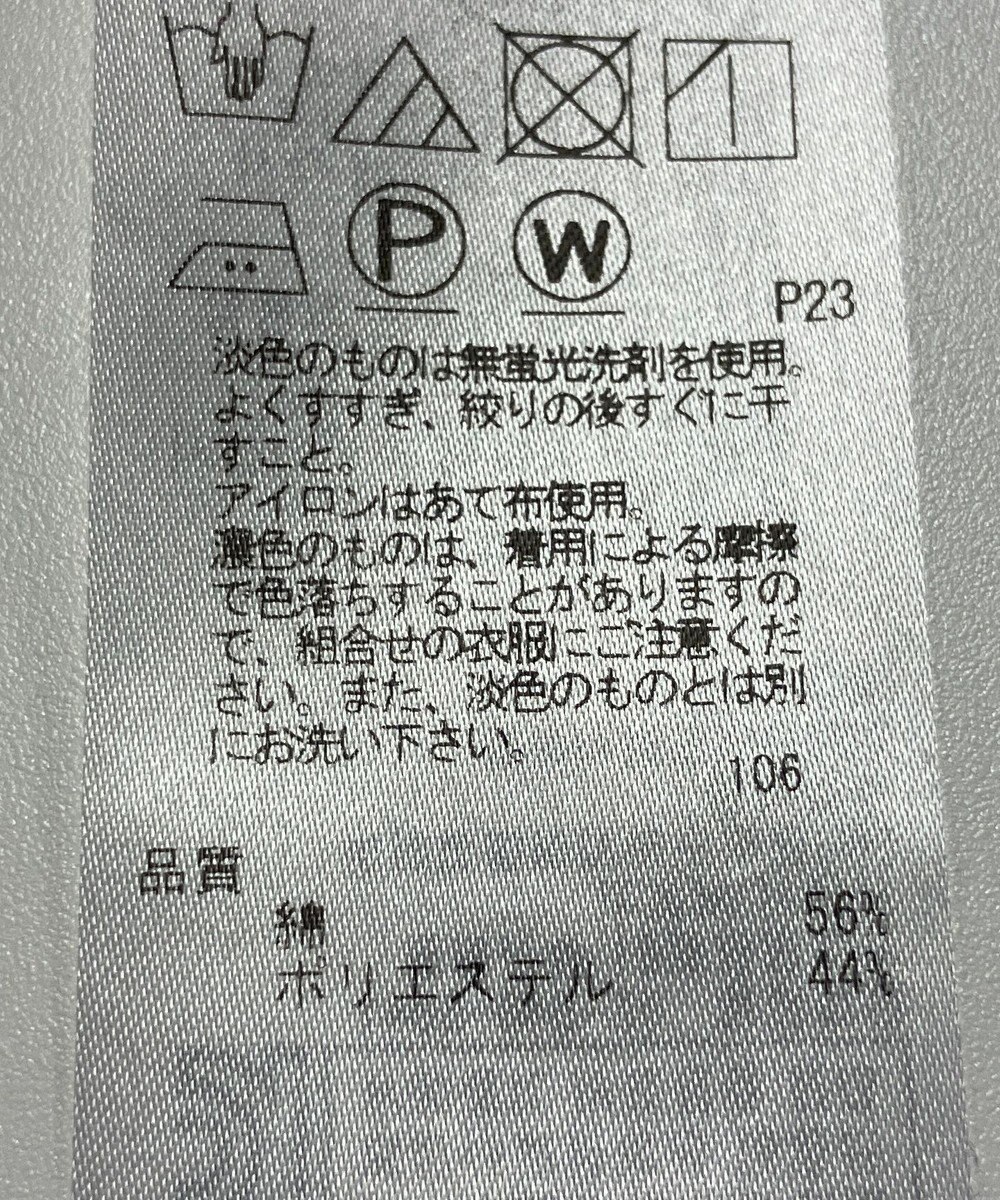 P W
P23
淡色のものは無蛍光洗剤を使用。
よくすすぎ、絞りの後すぐに干
すこと。
アイロンはあて布使用。
濃色のものは、着用による摩擦
で色落ちすることがありますの
で、組合せの衣服にご注意くだ
さい。また、淡色のものとは別
にお洗い下さい。
106
品質
綿 56%
ポリエステル 44%